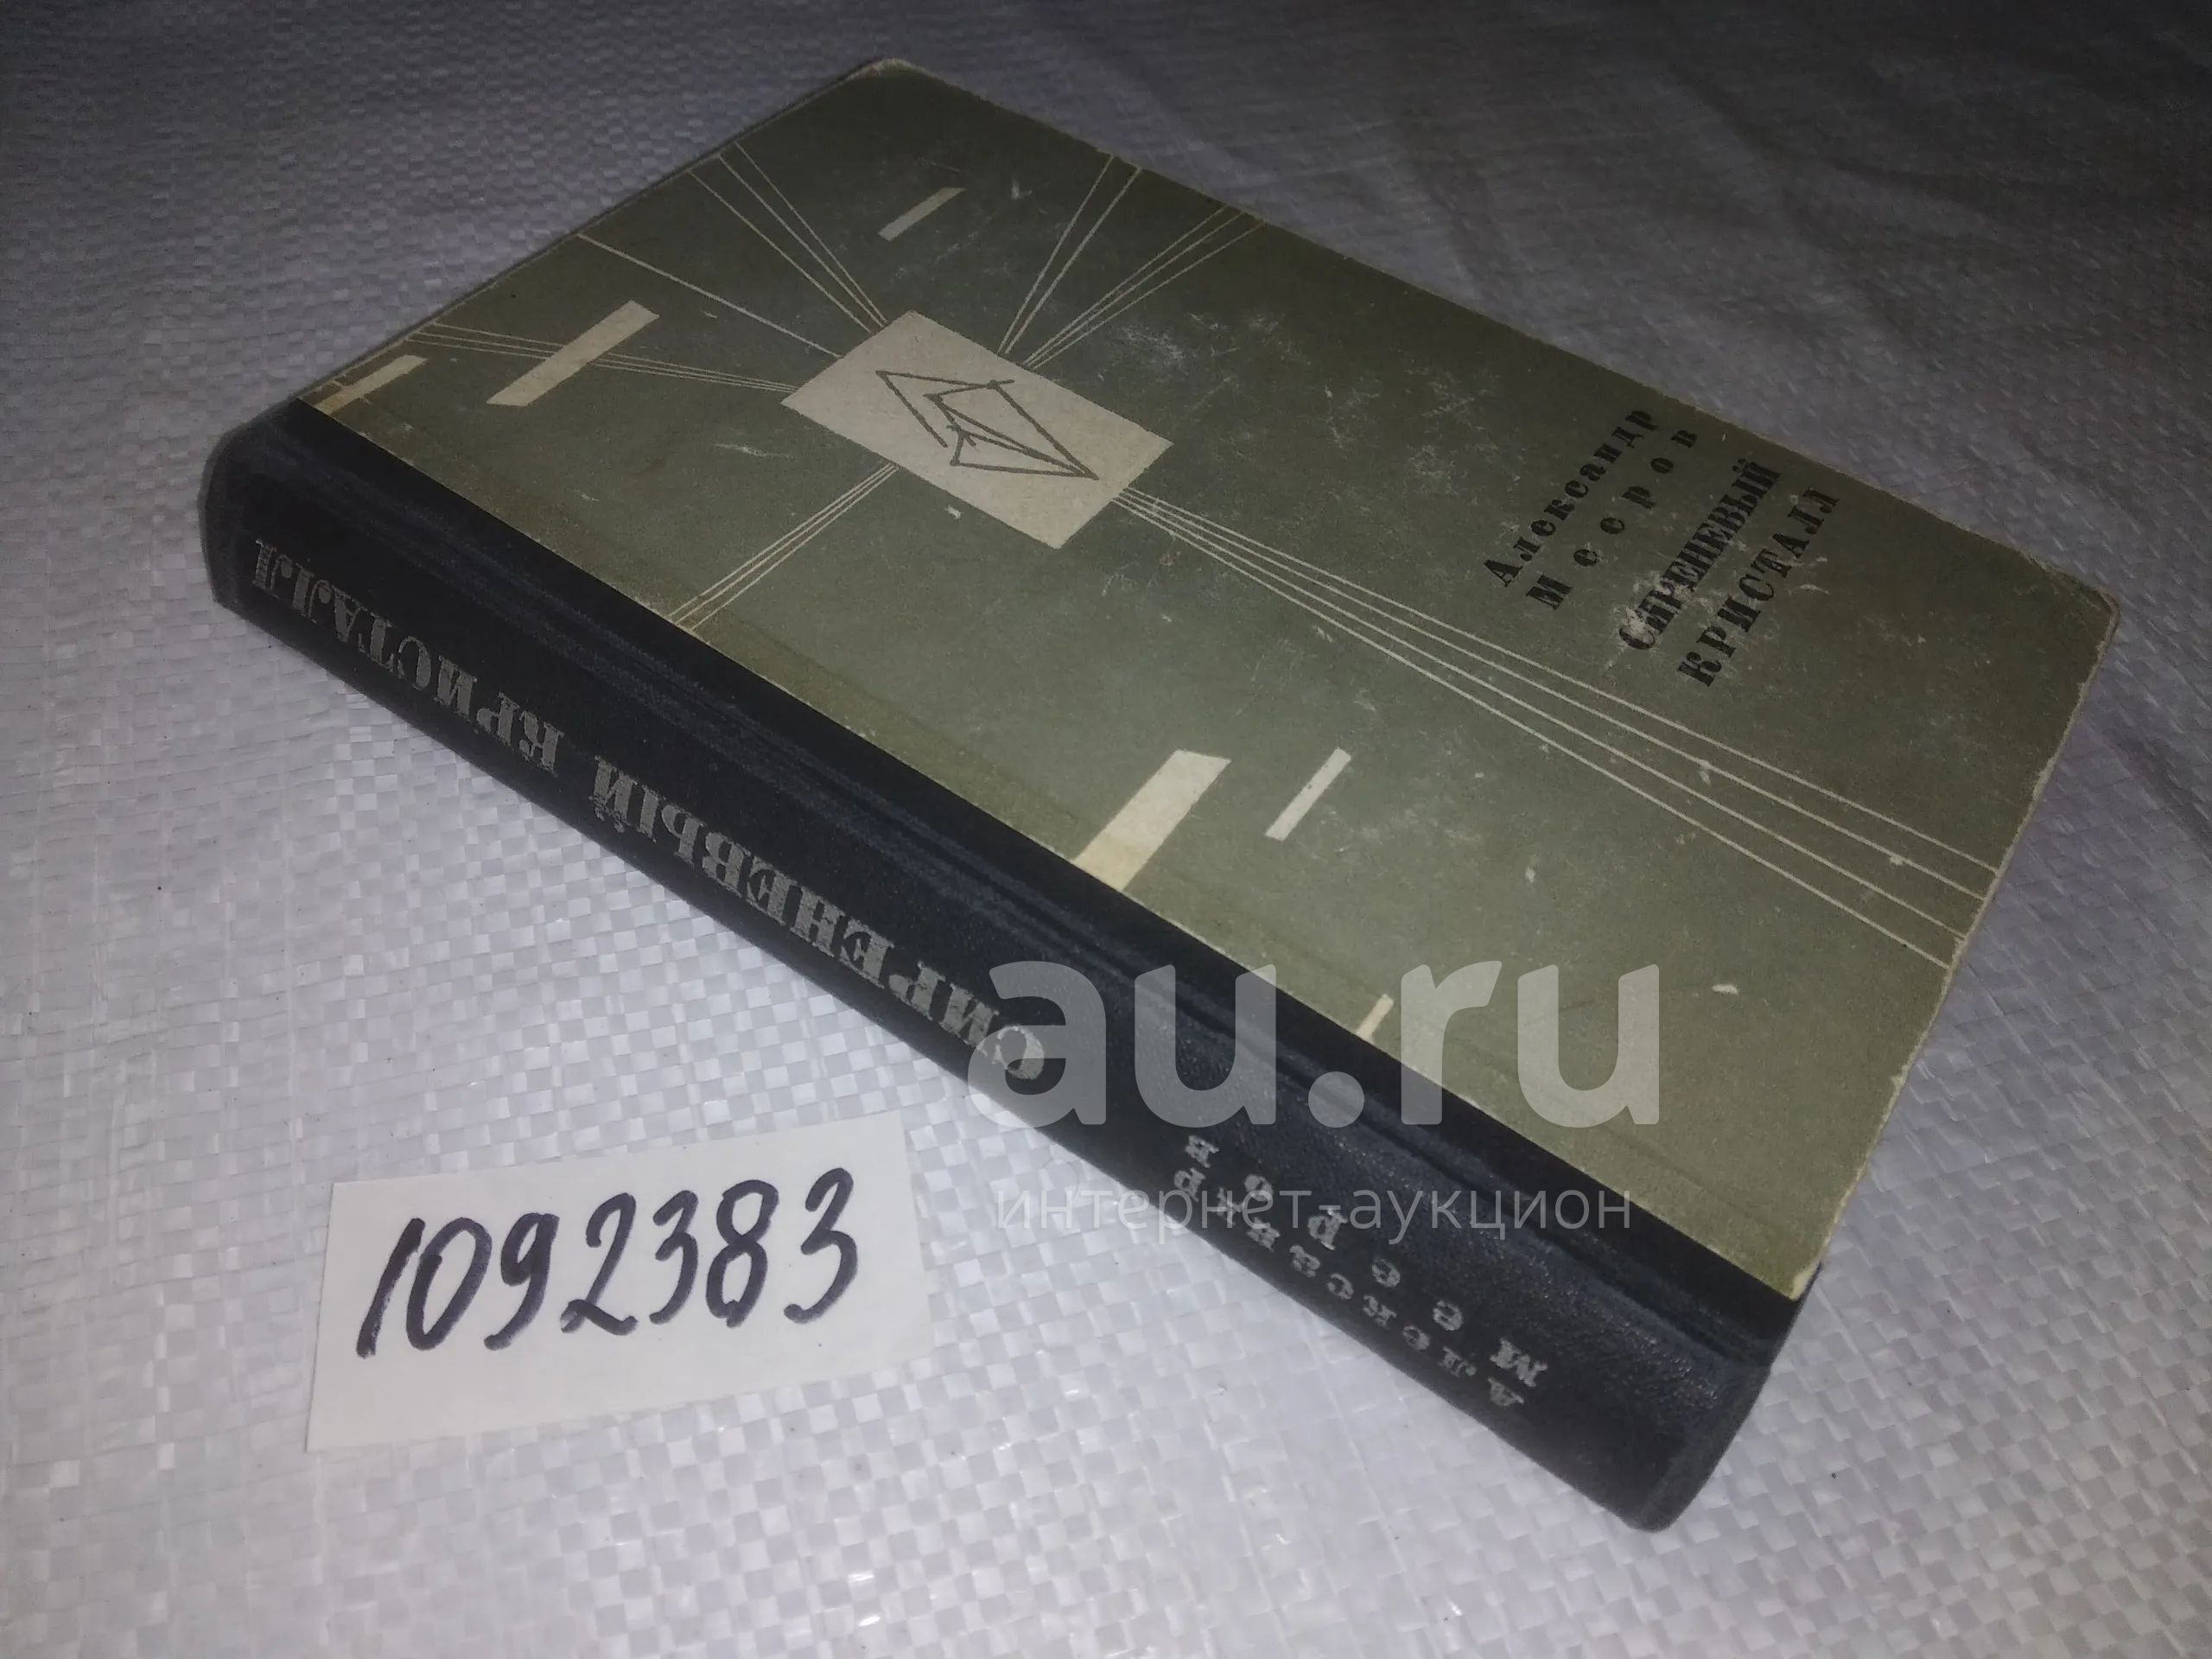 Александр
Мееров
СИРЕНЕВЫЙ
КРИСТАЛЛ
СИРЕНЕВЫЙ КРИСТАЛЛ
Александр
Мееров
1092383
au.ru
интернет-аукцион